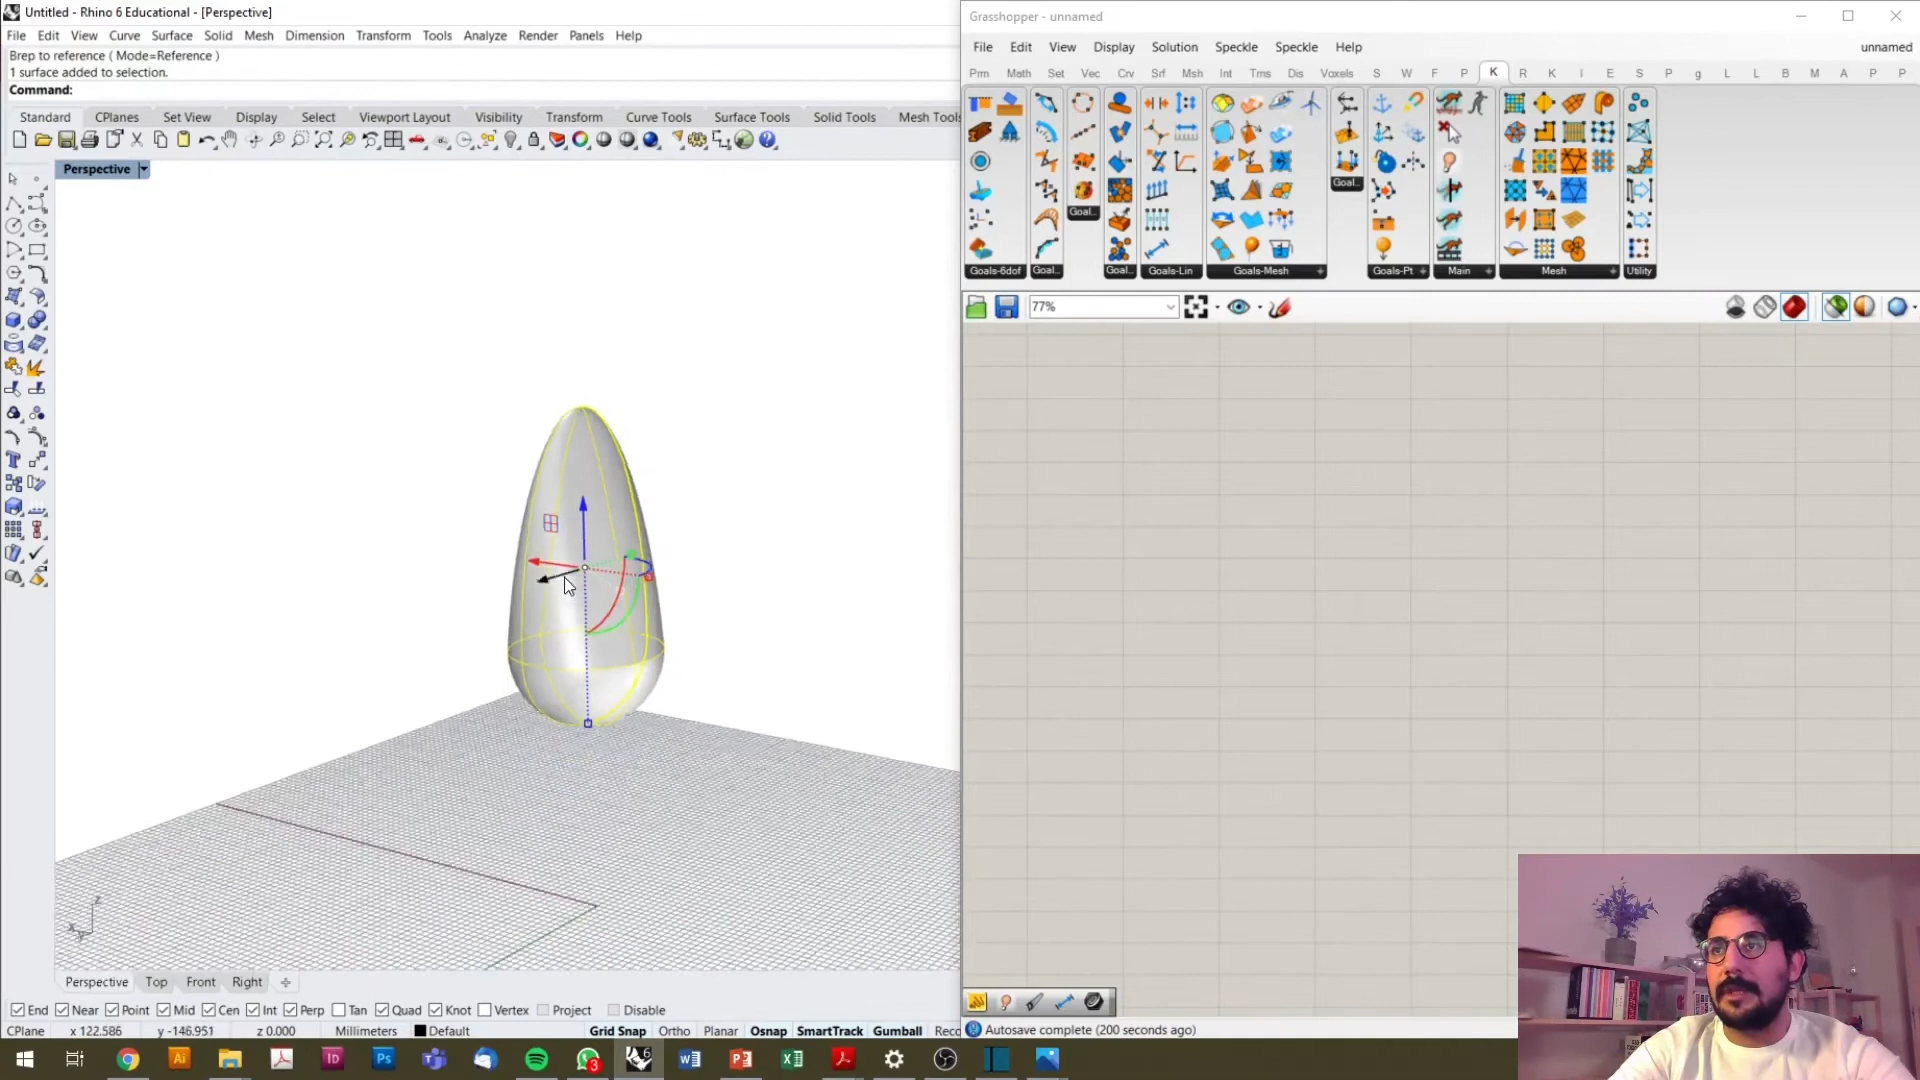 Untitled - Rhino 6 Educational - [Perspective]
File Edit View Curve Surface Solid Mesh Dimension Transform Tools Analyze Render Panels Help
Brep to reference ( Mode=Reference )
1 surface added to selection.
Command:
Standard CPlanes Set View Display Select Viewport Layout Visibility Transform Curve Tools Surface Tools Solid Tools Mesh Tools
Perspective
Perspective Top Front Right
End Near Point Mid Cen Int Perp Tan Quad Knot Vertex Project Disable
CPlane x 122.586 y -146.951 z 0.000 Millimeters Default Grid Snap Ortho Planar Osnap SmartTrack Gumball Reco
Grasshopper - unnamed
File Edit View Display Solution Speckle Speckle Help unnamed
Prm Math Set Vec Crv Srf Msh Int Trns Dis Voxels S W F P K R K I E S P g L L B M A P P
Goal..
Goal..
Goals-6dof Goal.. Goal.. Goals-Lin Goals-Mesh Goals-Pt Main Mesh Utility
77%
Autosave complete (200 seconds ago)
Ai ID Ps 3 6